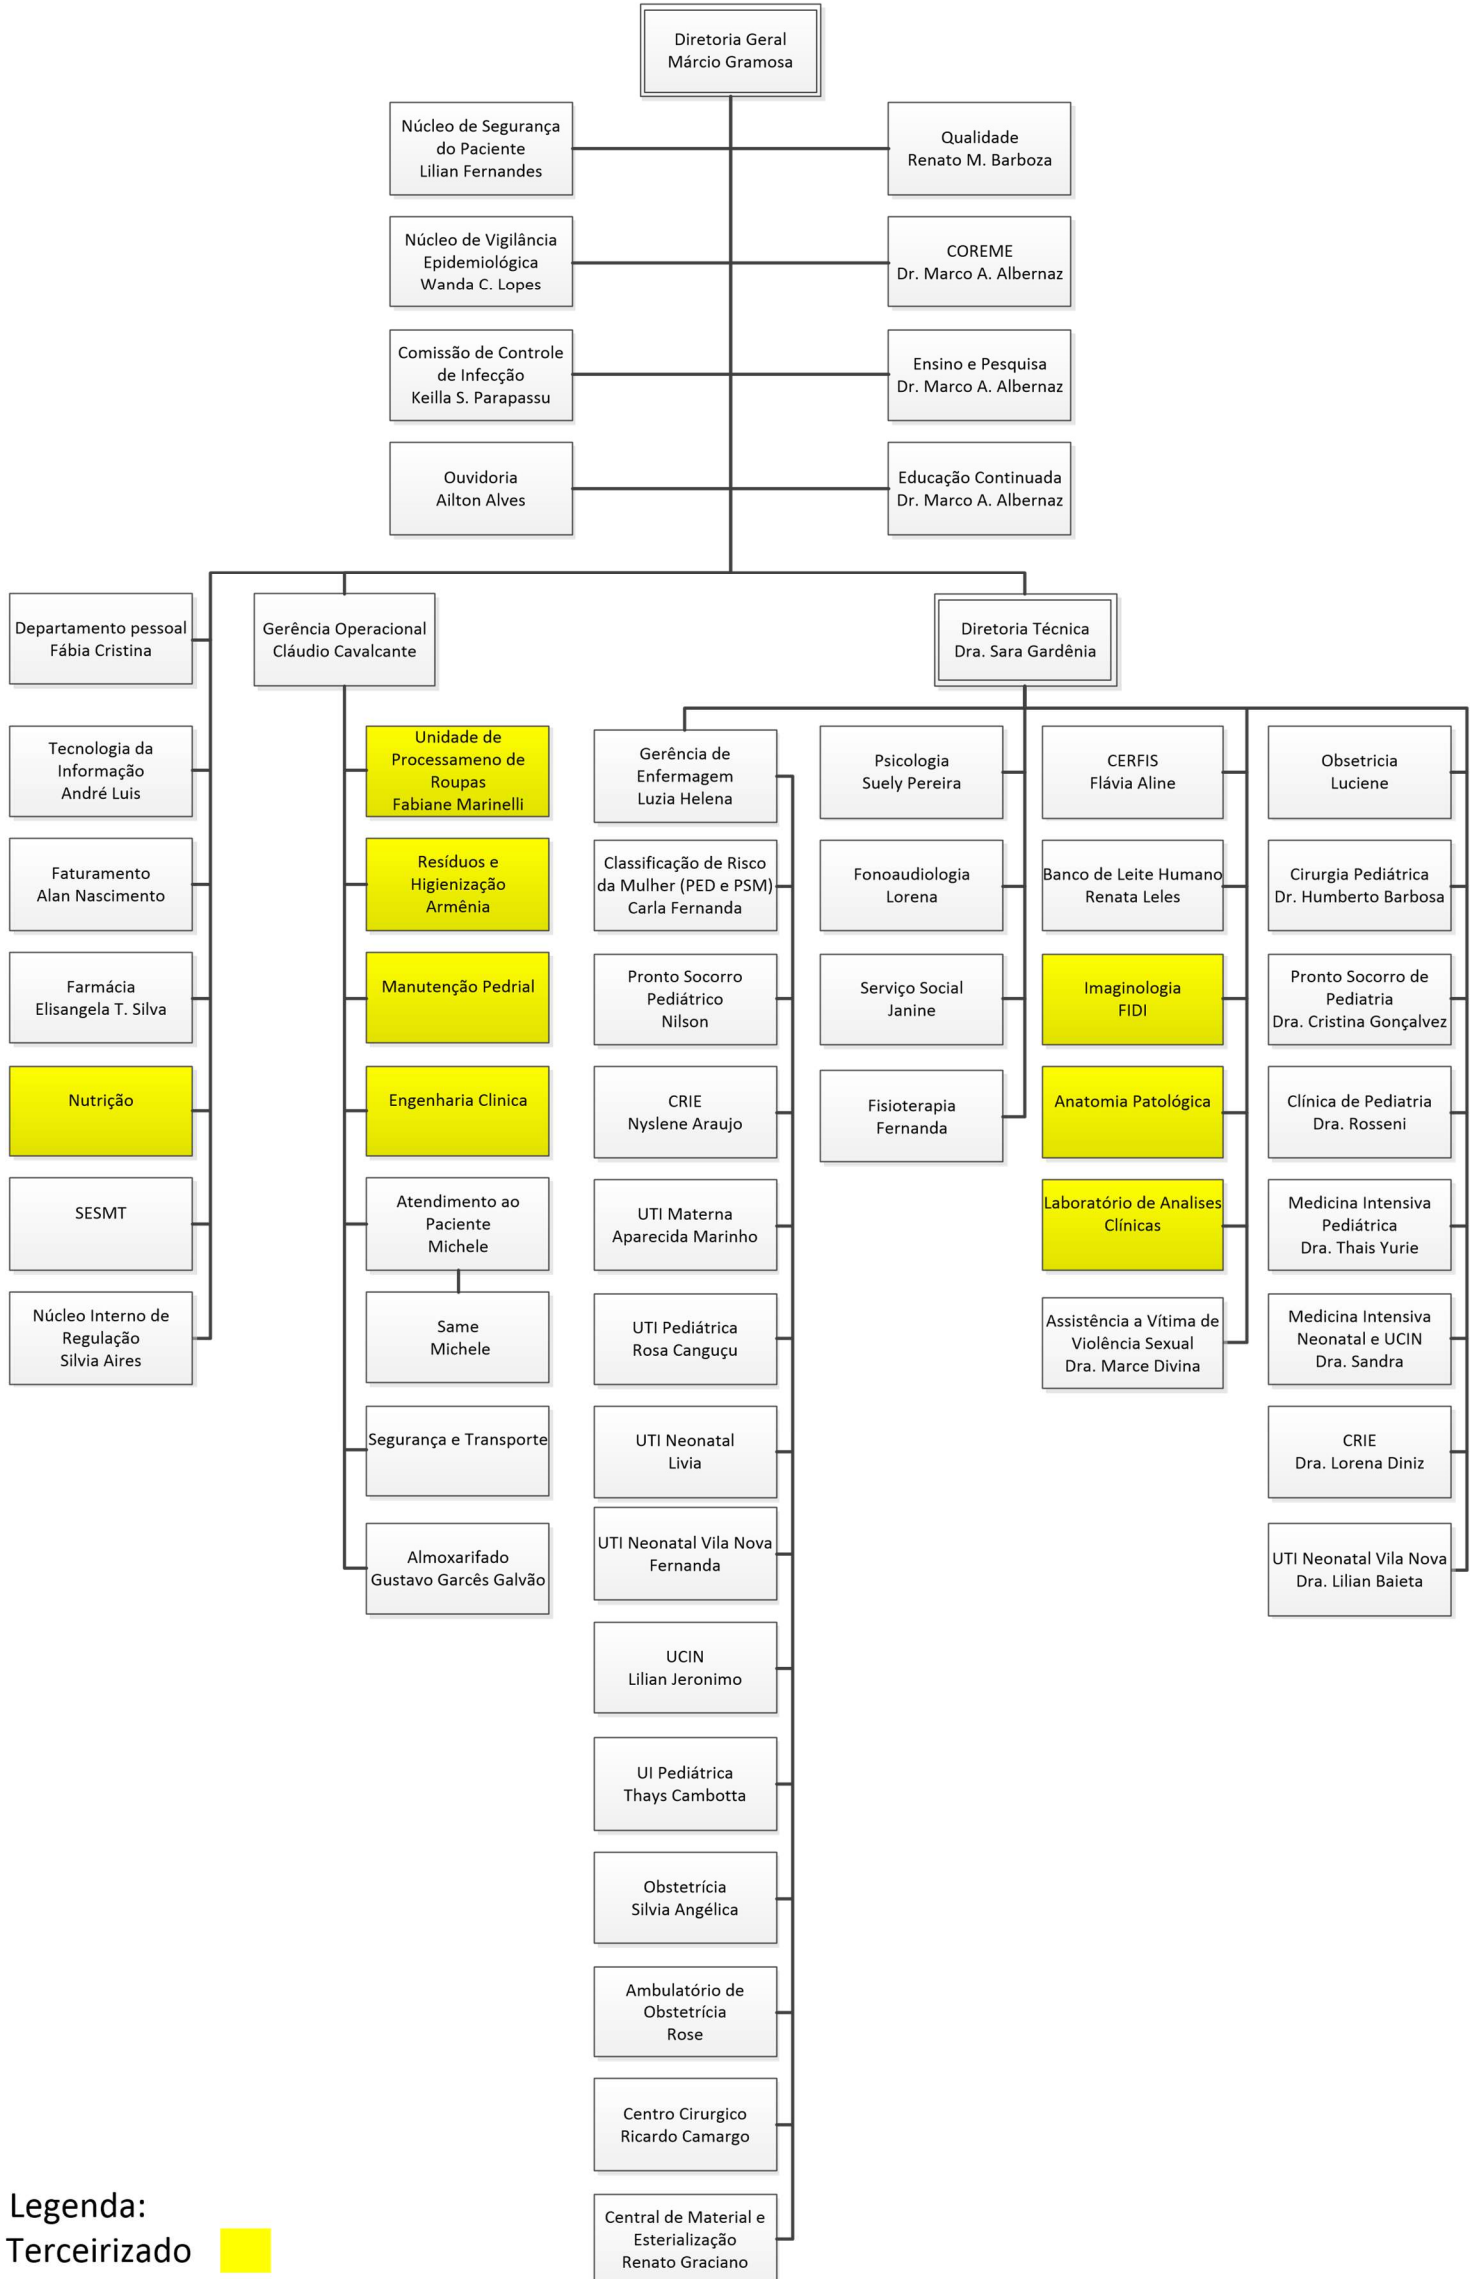 Diretoria Geral
Márcio Gramosa
Núcleo de Segurança
do Paciente
Lilian Fernandes
Qualidade
Renato M. Barboza
Núcleo de Vigilância
Epidemiológica
Wanda C. Lopes
COREME
Dr. Marco A. Albernaz
Comissão de Controle
de Infecção
Keilla S. Parapassu
Ensino e Pesquisa
Dr. Marco A. Albernaz
Ouvidoria
Ailton Alves
Educação Continuada
Dr. Marco A. Albernaz
Departamento pessoal
Fábia Cristina
Tecnologia da
Informação
André Luis
Faturamento
Alan Nascimento
Farmácia
Elisangela T. Silva
Nutrição
SESMT
Núcleo Interno de
Regulação
Silvia Aires
Gerência Operacional
Cláudio Cavalcante
Unidade de
Processameno de
Roupas
Fabiane Marinelli
Resíduos e
Higienização
Armênia
Manutenção Pedrial
Engenharia Clinica
Atendimento ao
Paciente
Michele
Same
Michele
Segurança e Transporte
Almoxarifado
Gustavo Garcês Galvão
Diretoria Técnica
Dra. Sara Gardênia
Gerência de
Enfermagem
Luzia Helena
Classificação de Risco
da Mulher (PED e PSM)
Carla Fernanda
Pronto Socorro
Pediátrico
Nilson
CRIE
Nyslene Araujo
UTI Materna
Aparecida Marinho
UTI Pediátrica
Rosa Canguçu
UTI Neonatal
Livia
UTI Neonatal Vila Nova
Fernanda
UCIN
Lilian Jeronimo
UI Pediátrica
Thays Cambotta
Obstetrícia
Silvia Angélica
Ambulatório de
Obstetrícia
Rose
Centro Cirurgico
Ricardo Camargo
Central de Material e
Esterialização
Renato Graciano
Psicologia
Suely Pereira
Fonoaudiologia
Lorena
Serviço Social
Janine
Fisioterapia
Fernanda
CERFIS
Flávia Aline
Banco de Leite Humano
Renata Leles
Imaginologia
FIDI
Anatomia Patológica
Laboratório de Analises
Clínicas
Assistência a Vítima de
Violência Sexual
Dra. Marce Divina
Obsetricia
Luciene
Cirurgia Pediátrica
Dr. Humberto Barbosa
Pronto Socorro de
Pediatria
Dra. Cristina Gonçalvez
Clínica de Pediatria
Dra. Rosseni
Medicina Intensiva
Pediátrica
Dra. Thais Yurie
Medicina Intensiva
Neonatal e UCIN
Dra. Sandra
CRIE
Dra. Lorena Diniz
UTI Neonatal Vila Nova
Dra. Lilian Baieta
Legenda:
Terceirizado